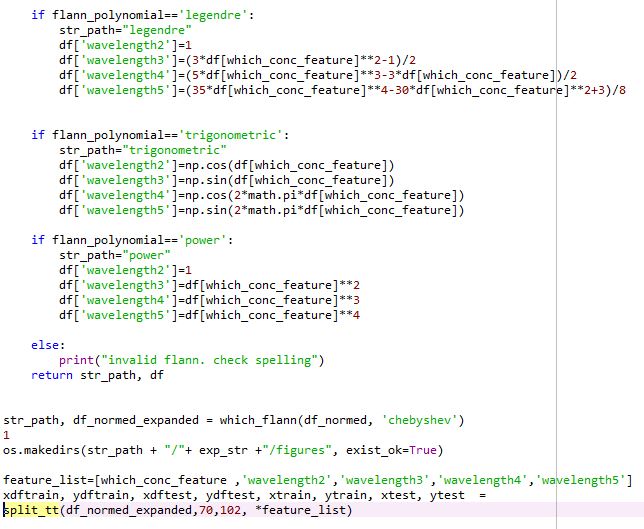 if flann_polynomial=='legendre':
str_path="legendre"
df['wavelength2']=1
df['wavelength3']=(3*df[which_conc_feature]**2-1)/2
df['wavelength4']=(5*df[which_conc_feature]**3-3*df[which_conc_feature])/2
df['wavelength5']=(35*df[which_conc_feature]**4-30*df[which_conc_feature]**2+3)/8
if flann_polynomial=='trigonometric':
str_path="trigonometric"
df['wavelength2']=np.cos(df[which_conc_feature])
df['wavelength3']=np.sin(df[which_conc_feature])
df['wavelength4']=np.cos(2*math.pi*df[which_conc_feature])
df['wavelength5']=np.sin(2*math.pi*df[which_conc_feature])
if flann_polynomial=='power':
str_path="power"
df['wavelength2']=1
df['wavelength3']=df[which_conc_feature]**2
df['wavelength4']=df[which_conc_feature]**3
df['wavelength5']=df[which_conc_feature]**4
else:
print("invalid flann. check spelling")
return str_path, df
str_path, df_normed_expanded = which_flann(df_normed, 'chebyshev')
1
os.makedirs(str_path + "/"+ exp_str +"/figures", exist_ok=True)
feature_list=[which_conc_feature ,'wavelength2','wavelength3','wavelength4','wavelength5']
xdftrain, ydftrain, xdftest, ydftest, xtrain, ytrain, xtest, ytest  =
split_tt(df_normed_expanded,70,102, *feature_list)